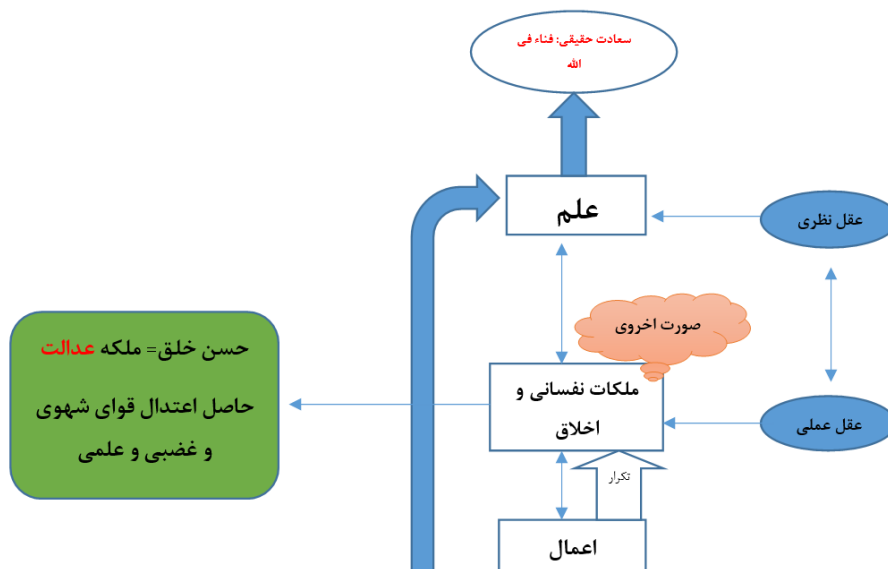 سعادت حقیقی: فناء فی
الله
علم
عقل نظری
صورت اخروی
حسن خلق= ملکه عدالت
حاصل اعتدال قوای شهوی
و غضبی و علمی
ملکات نفسانی و
اخلاق
عقل عملی
تکرار
اعمال